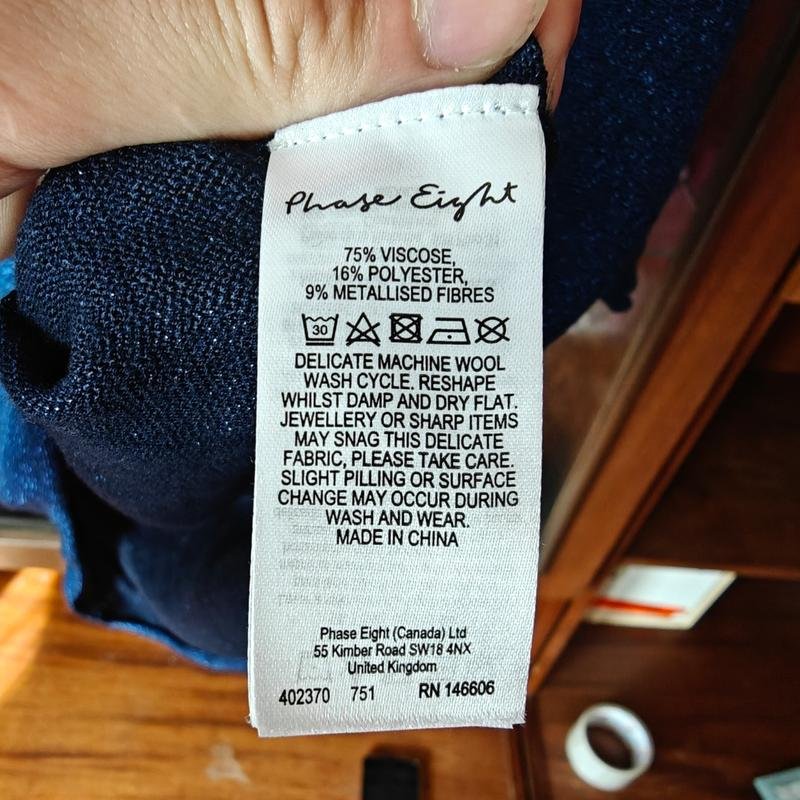 Phase Eight
75% VISCOSE,
16% POLYESTER,
9% METALLISED FIBRES
30
DELICATE MACHINE WOOL
WASH CYCLE. RESHAPE
WHILST DAMP AND DRY FLAT.
JEWELLERY OR SHARP ITEMS
MAY SNAG THIS DELICATE
FABRIC, PLEASE TAKE CARE.
SLIGHT PILLING OR SURFACE
CHANGE MAY OCCUR DURING
WASH AND WEAR.
MADE IN CHINA
Phase Eight (Canada) Ltd
55 Kimber Road SW18 4NX
United Kingdom
402370 751 RN 146606